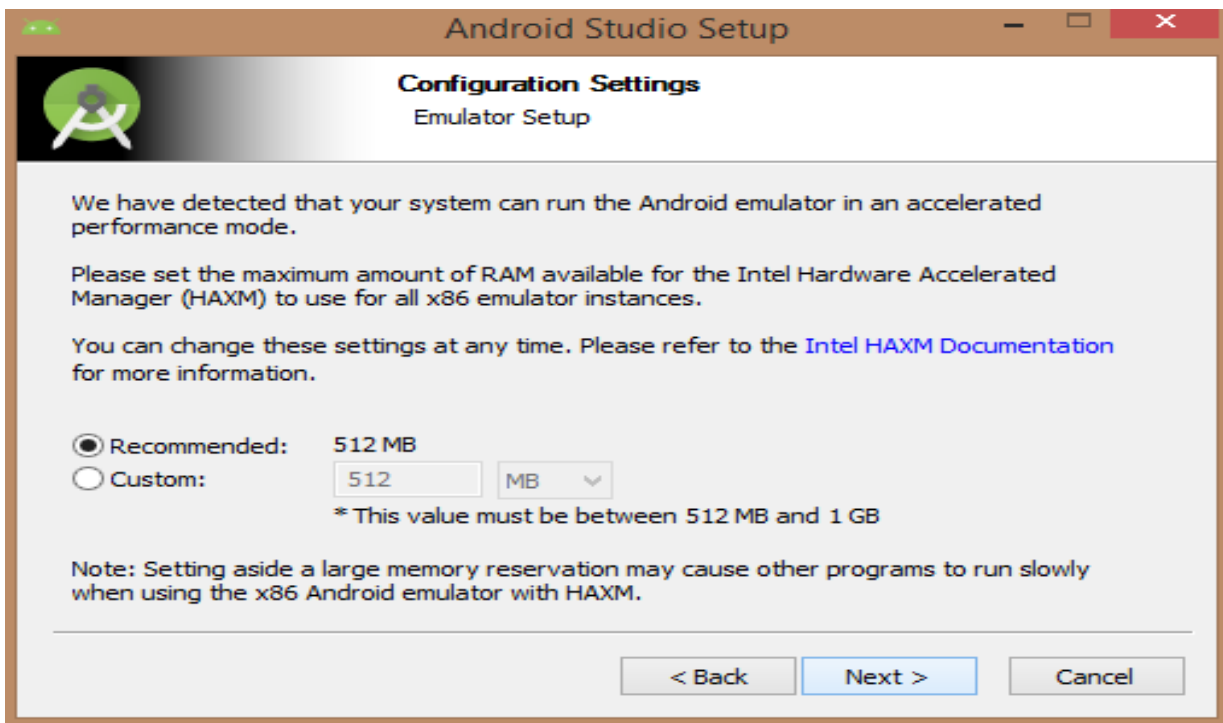 Android Studio Setup
Configuration Settings
Emulator Setup
We have detected that your system can run the Android emulator in an accelerated
performance mode.
Please set the maximum amount of RAM available for the Intel Hardware Accelerated
Manager (HAXM) to use for all x86 emulator instances.
You can change these settings at any time. Please refer to the Intel HAXM Documentation
for more information.
Recommended: 512 MB
Custom: 512 MB
* This value must be between 512 MB and 1 GB
Note: Setting aside a large memory reservation may cause other programs to run slowly
when using the x86 Android emulator with HAXM.
< Back Next > Cancel